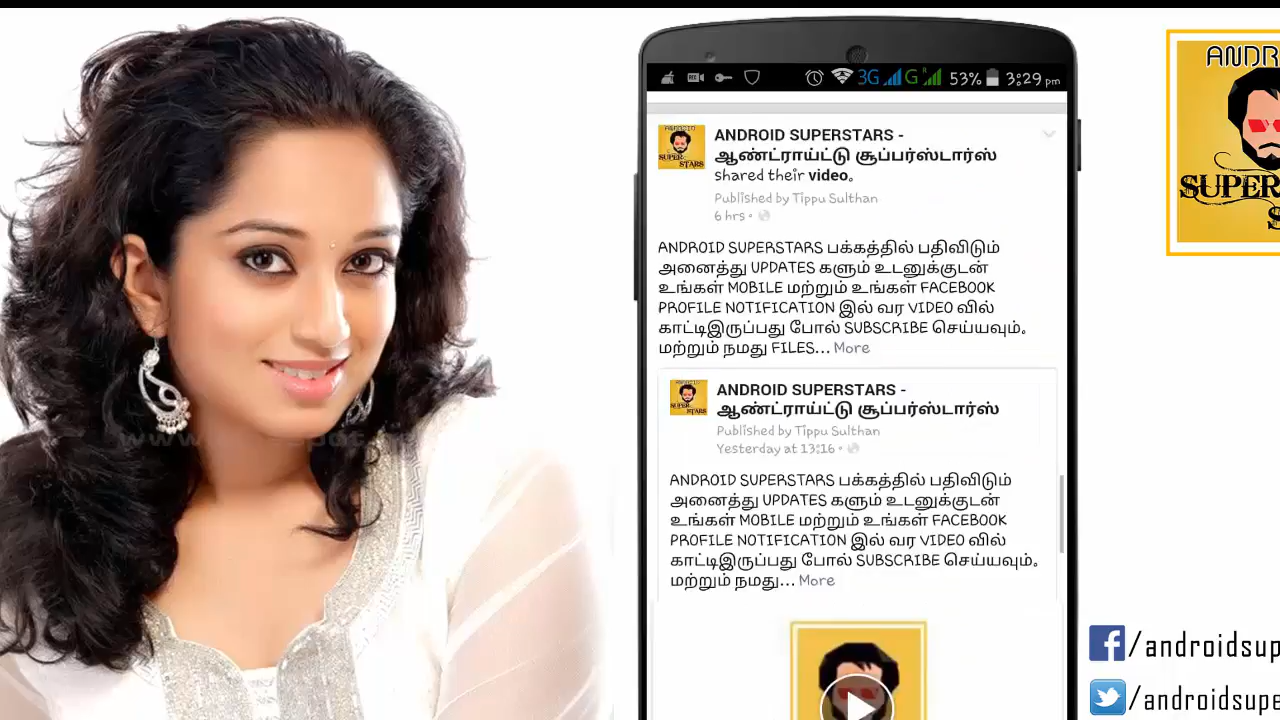 3G G 53% 3:29 pm
ANDROID SUPERSTARS -
ஆண்ட்ராய்ட்டு சூப்பர்ஸ்டார்ஸ்
shared their video.
Published by Tippu Sulthan
6 hrs •
ANDROID SUPERSTARS பக்கத்தில் பதிவிடும்
அனைத்து UPDATES களும் உடனுக்குடன்
உங்கள் MOBILE மற்றும் உங்கள் FACEBOOK
PROFILE NOTIFICATION இல் வர VIDEO வில்
காட்டிஇருப்பது போல் SUBSCRIBE செய்யவும்.
மற்றும் நமது FILES... More
ANDROID SUPERSTARS -
ஆண்ட்ராய்ட்டு சூப்பர்ஸ்டார்ஸ்
Published by Tippu Sulthan
Yesterday at 13:16 •
ANDROID SUPERSTARS பக்கத்தில் பதிவிடும்
அனைத்து UPDATES களும் உடனுக்குடன்
உங்கள் MOBILE மற்றும் உங்கள் FACEBOOK
PROFILE NOTIFICATION இல் வர VIDEO வில்
காட்டிஇருப்பது போல் SUBSCRIBE செய்யவும்.
மற்றும் நமது... More
ANDR
SUPER
S
/androidsup
/androidsupe